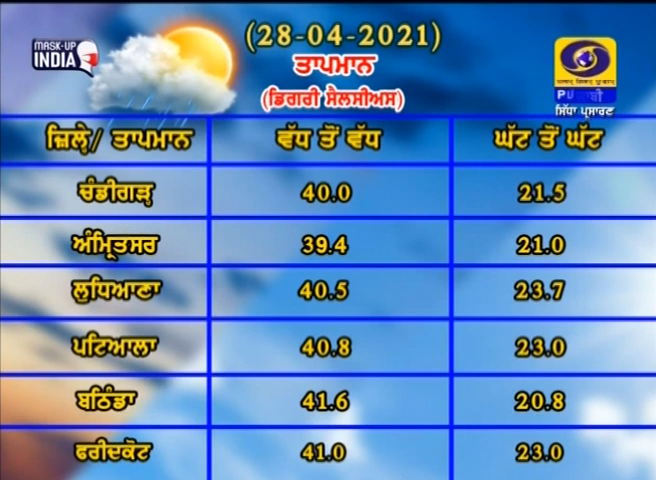 MASK-UP
INDIA
(28-04-2021)
ਤਾਪਮਾਨ
(ਡਿਗਰੀ ਸੈਲਸੀਅਸ)
PUਜਾਬੀ
ਸਿੱਧਾ ਪ੍ਰਸਾਰਣ
ਜ਼ਿਲ੍ਹੇ/ ਤਾਪਮਾਨ ਵੱਧ ਤੋਂ ਵੱਧ ਘੱਟ ਤੋਂ ਘੱਟ
ਚੰਡੀਗੜ੍ਹ 40.0 21.5
ਅੰਮ੍ਰਿਤਸਰ 39.4 21.0
ਲੁਧਿਆਣਾ 40.5 23.7
ਪਟਿਆਲਾ 40.8 23.0
ਬਠਿੰਡਾ 41.6 20.8
ਫਰੀਦਕੋਟ 41.0 23.0